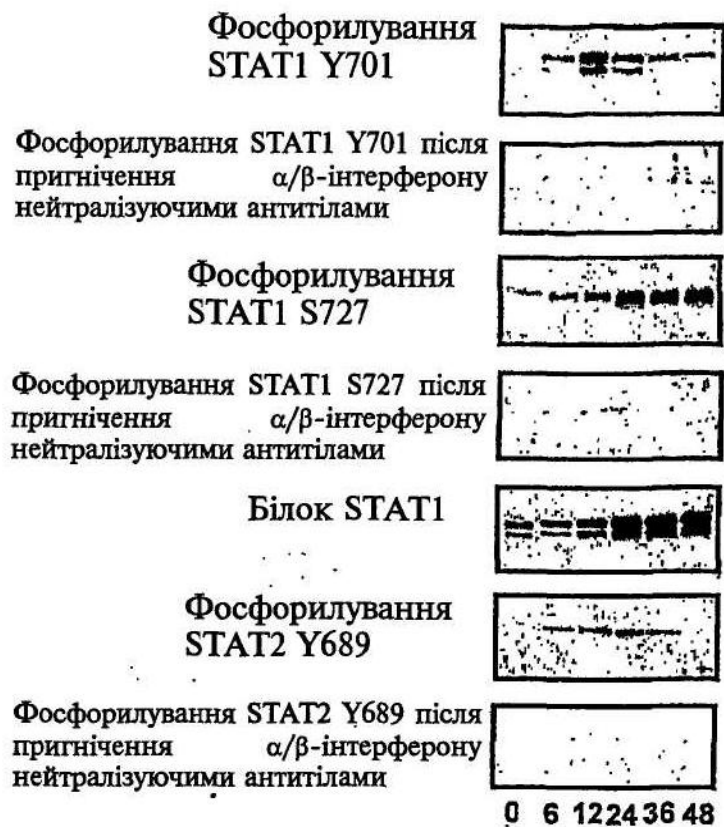 Фосфорилування
STAT1 Y701
Фосфорилування STAT1 Y701 після
пригнічення α/β-інтерферону
нейтралізуючими антитілами
Фосфорилування
STAT1 S727
Фосфорилування STAT1 S727 після
пригнічення α/β-інтерферону
нейтралізуючими антитілами
Білок STAT1
Фосфорилування
STAT2 Y689
Фосфорилування STAT2 Y689 після
пригнічення α/β-інтерферону
нейтралізуючими антитілами
0 6 12 24 36 48